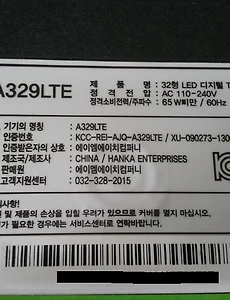 A329LTE
제 품 명 : 32형 LED 디지털 T
정 격 전 압 : AC 110-240V
정격소비전력/주파수 : 65 W삐만 / 60Hz
기기의 명칭 : A329LTE
인증번호 : KCC-REI-AJQ-A329LTE / XU-090273-130
인증받은자의 상호 : 에이엠에이치컴퍼니
제조국/제조사 : CHINA / HANKA ENTERPRISES
판매원 : 에이엠에이치컴퍼니
고객지원센터 : 032-328-2015
사항!
및 제품의 손상을 입힐 우려가 있으므로 커버를 열지 마십시오.
가 필요한 경우에는 서비스센터로 연락바랍니다.